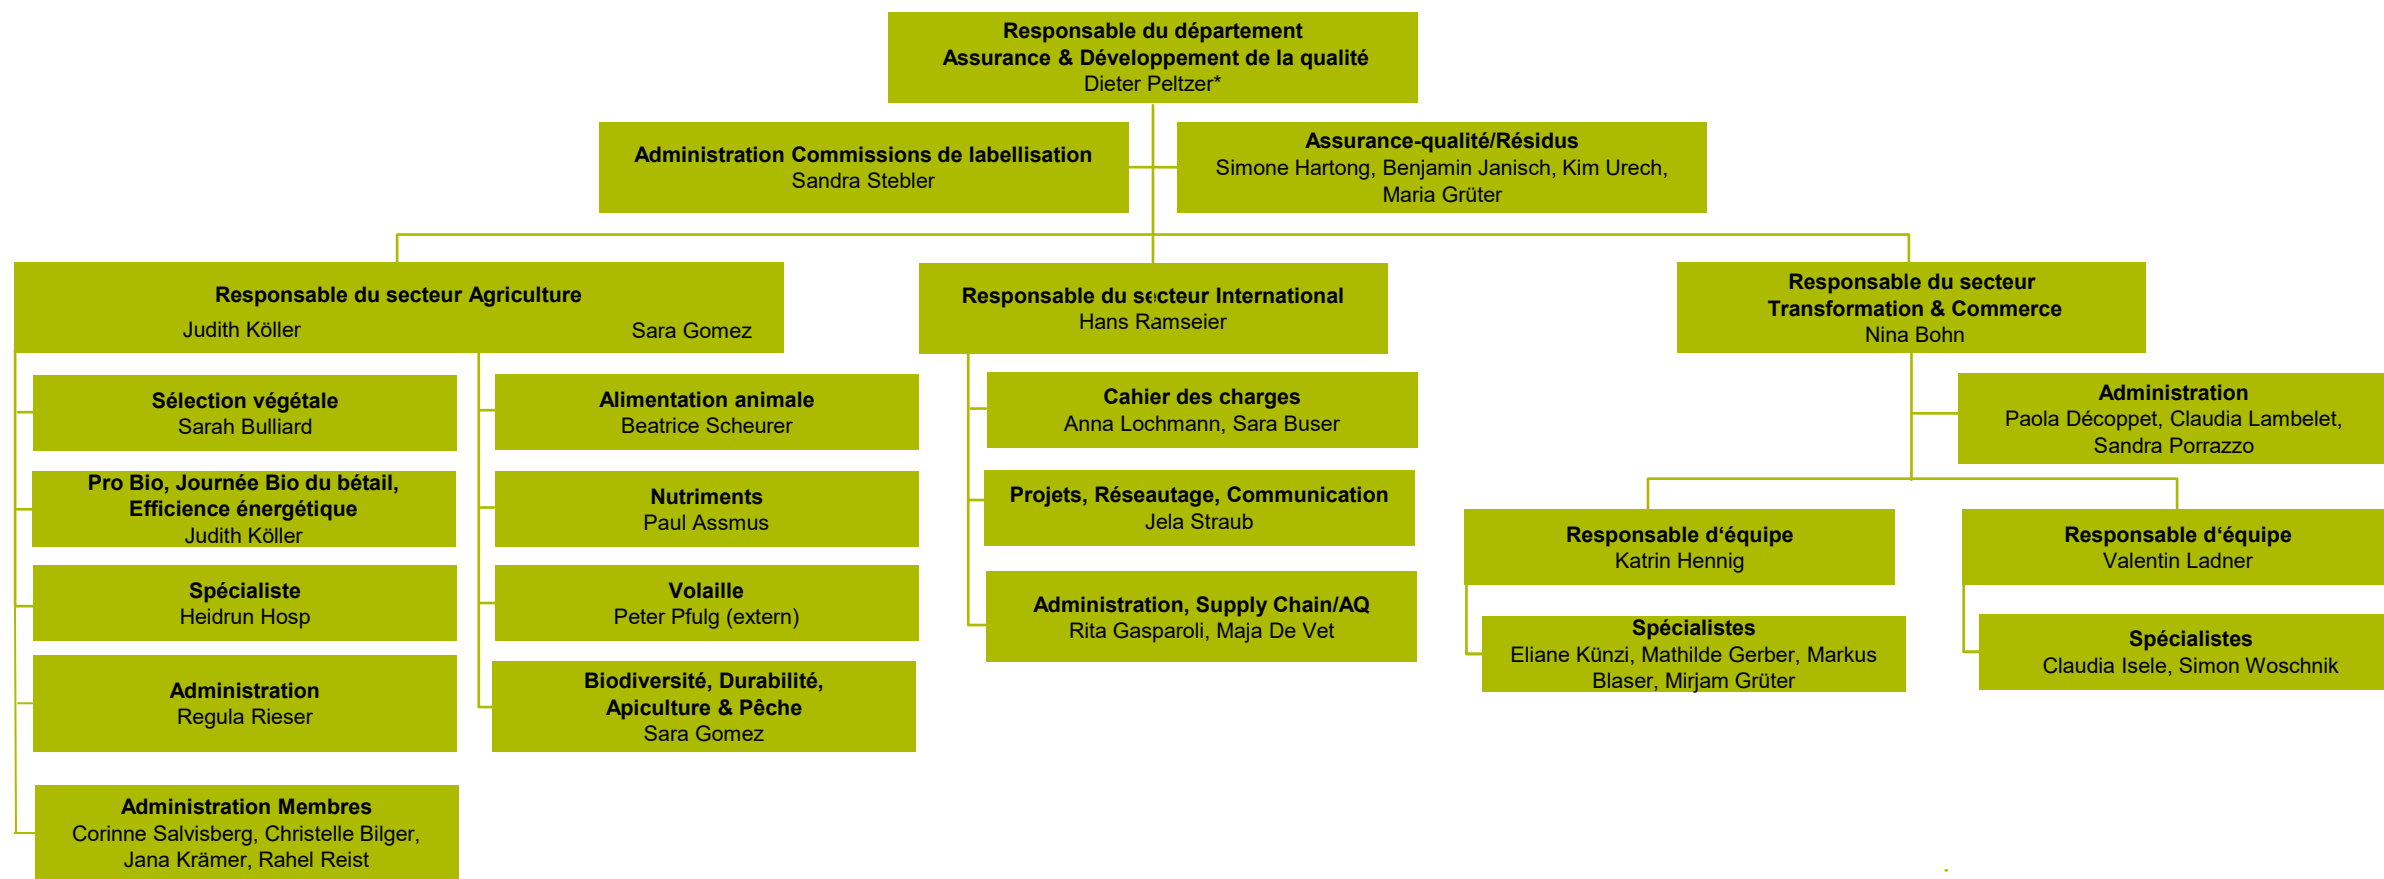 Responsable du département
Assurance & Développement de la qualité
Dieter Peltzer*
Administration Commissions de labellisation
Sandra Stebler
Assurance-qualité/Résidus
Simone Hartong, Benjamin Janisch, Kim Urech,
Maria Grüter
Responsable du secteur Agriculture
Judith Köller
Sara Gomez
Sélection végétale
Sarah Bulliard
Pro Bio, Journée Bio du bétail,
Efficience énergétique
Judith Köller
Spécialiste
Heidrun Hosp
Administration
Regula Rieser
Administration Membres
Corinne Salvisberg, Christelle Bilger,
Jana Krämer, Rahel Reist
Alimentation animale
Beatrice Scheurer
Nutriments
Paul Assmus
Volaille
Peter Pfulg (extern)
Biodiversité, Durabilité,
Apiculture & Pêche
Sara Gomez
Responsable du secteur International
Hans Ramseier
Cahier des charges
Anna Lochmann, Sara Buser
Projets, Réseautage, Communication
Jela Straub
Administration, Supply Chain/AQ
Rita Gasparoli, Maja De Vet
Responsable du secteur
Transformation & Commerce
Nina Bohn
Administration
Paola Décoppet, Claudia Lambelet,
Sandra Porrazzo
Responsable d‘équipe
Katrin Hennig
Spécialistes
Eliane Künzi, Mathilde Gerber, Markus
Blaser, Mirjam Grüter
Responsable d‘équipe
Valentin Ladner
Spécialistes
Claudia Isele, Simon Woschnik